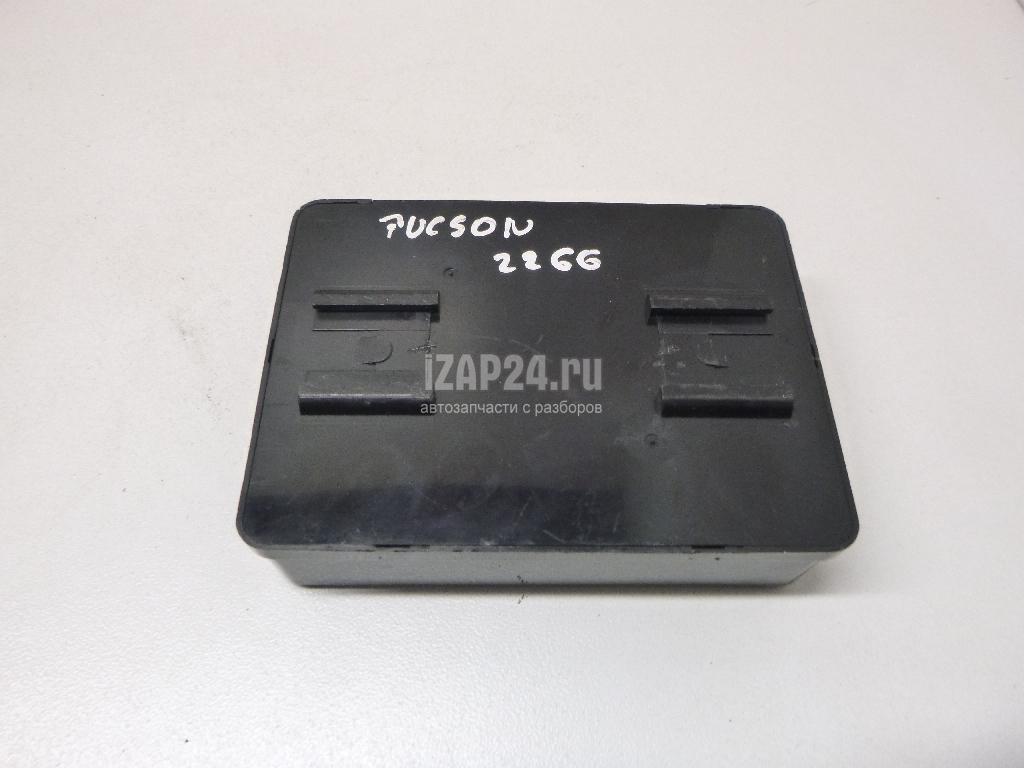 TUCSON
2266
iZAP24.ru
автозапчасти с разборов